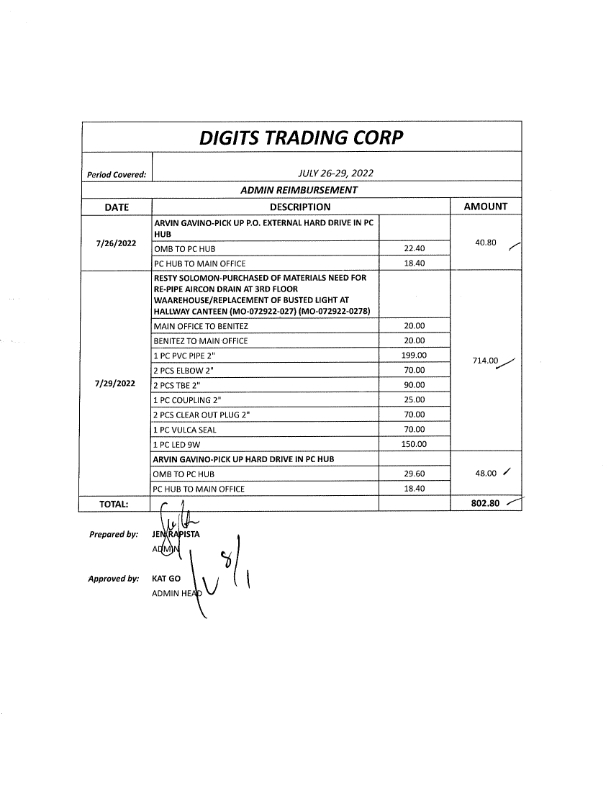 DIGITS TRADING CORP
Period Covered: JULY 26-29, 2022
ADMIN REIMBURSEMENT
DATE DESCRIPTION AMOUNT
7/26/2022
ARVIN GAVINO-PICK UP P.O. EXTERNAL HARD DRIVE IN PC
HUB
OMB TO PC HUB 22.40
40.80
PC HUB TO MAIN OFFICE 18.40
7/29/2022
RESTY SOLOMON-PURCHASED OF MATERIALS NEED FOR
RE-PIPE AIRCON DRAIN AT 3RD FLOOR
WAAREHOUSE/REPLACEMENT OF BUSTED LIGHT AT
HALLWAY CANTEEN (MO-072922-027) (MO-072922-0278)
MAIN OFFICE TO BENITEZ 20.00
BENITEZ TO MAIN OFFICE 20.00
1 PC PVC PIPE 2" 199.00
714.00
2 PCS ELBOW 2" 70.00
2 PCS TBE 2" 90.00
1 PC COUPLING 2" 25.00
2 PCS CLEAR OUT PLUG 2" 70.00
1 PC VULCA SEAL 70.00
1 PC LED 9W 150.00
ARVIN GAVINO-PICK UP HARD DRIVE IN PC HUB
OMB TO PC HUB 29.60
48.00
PC HUB TO MAIN OFFICE 18.40
TOTAL: 802.80
Prepared by: JEN RAPISTA
ADMIN
8/1
Approved by: KAT GO
ADMIN HEAD